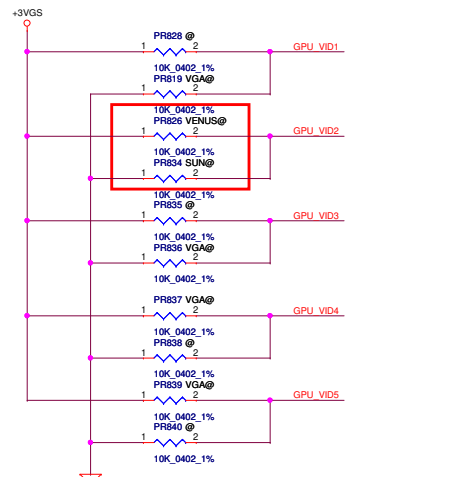 +3VGS
PR828 @
1 2 GPU_VID1
10K_0402_1%
PR819 VGA@
1 2
10K_0402_1%
PR826 VENUS@
1 2 GPU_VID2
10K_0402_1%
PR834 SUN@
1 2
10K_0402_1%
PR835 @
1 2 GPU_VID3
10K_0402_1%
PR836 VGA@
1 2
10K_0402_1%
PR837 VGA@
1 2 GPU_VID4
10K_0402_1%
PR838 @
1 2
10K_0402_1%
PR839 VGA@
1 2 GPU_VID5
10K_0402_1%
PR840 @
1 2
10K_0402_1%